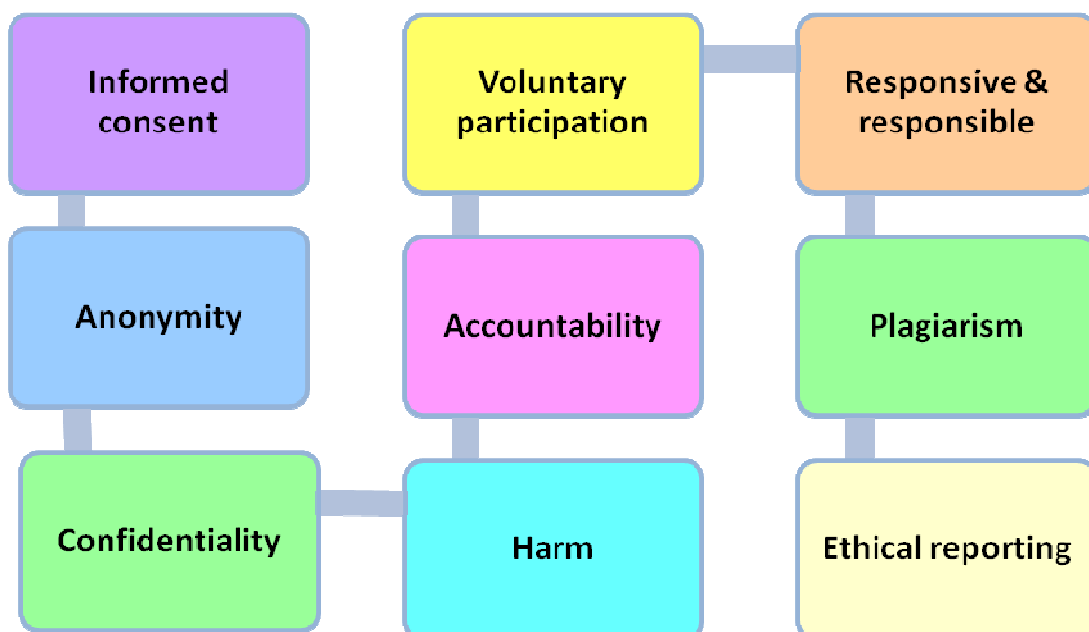 Informed
consent
Anonymity
Confidentiality
Harm
Accountability
Voluntary
participation
Responsive &
responsible
Plagiarism
Ethical reporting